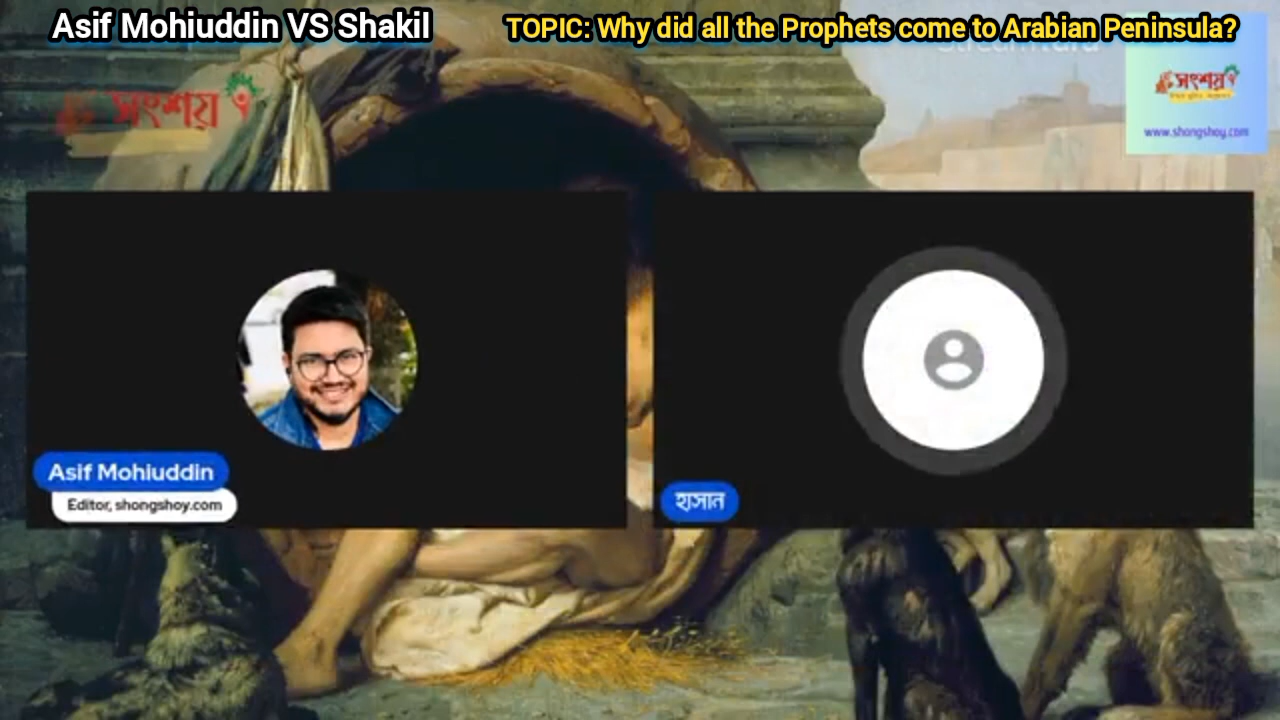 Asif Mohiuddin VS Shakil
TOPIC: Why did all the Prophets come to Arabian Peninsula?
সংশয়
সংশয়
www.shongshoy.com
Asif Mohiuddin
Editor, shongshoy.com
হাসান